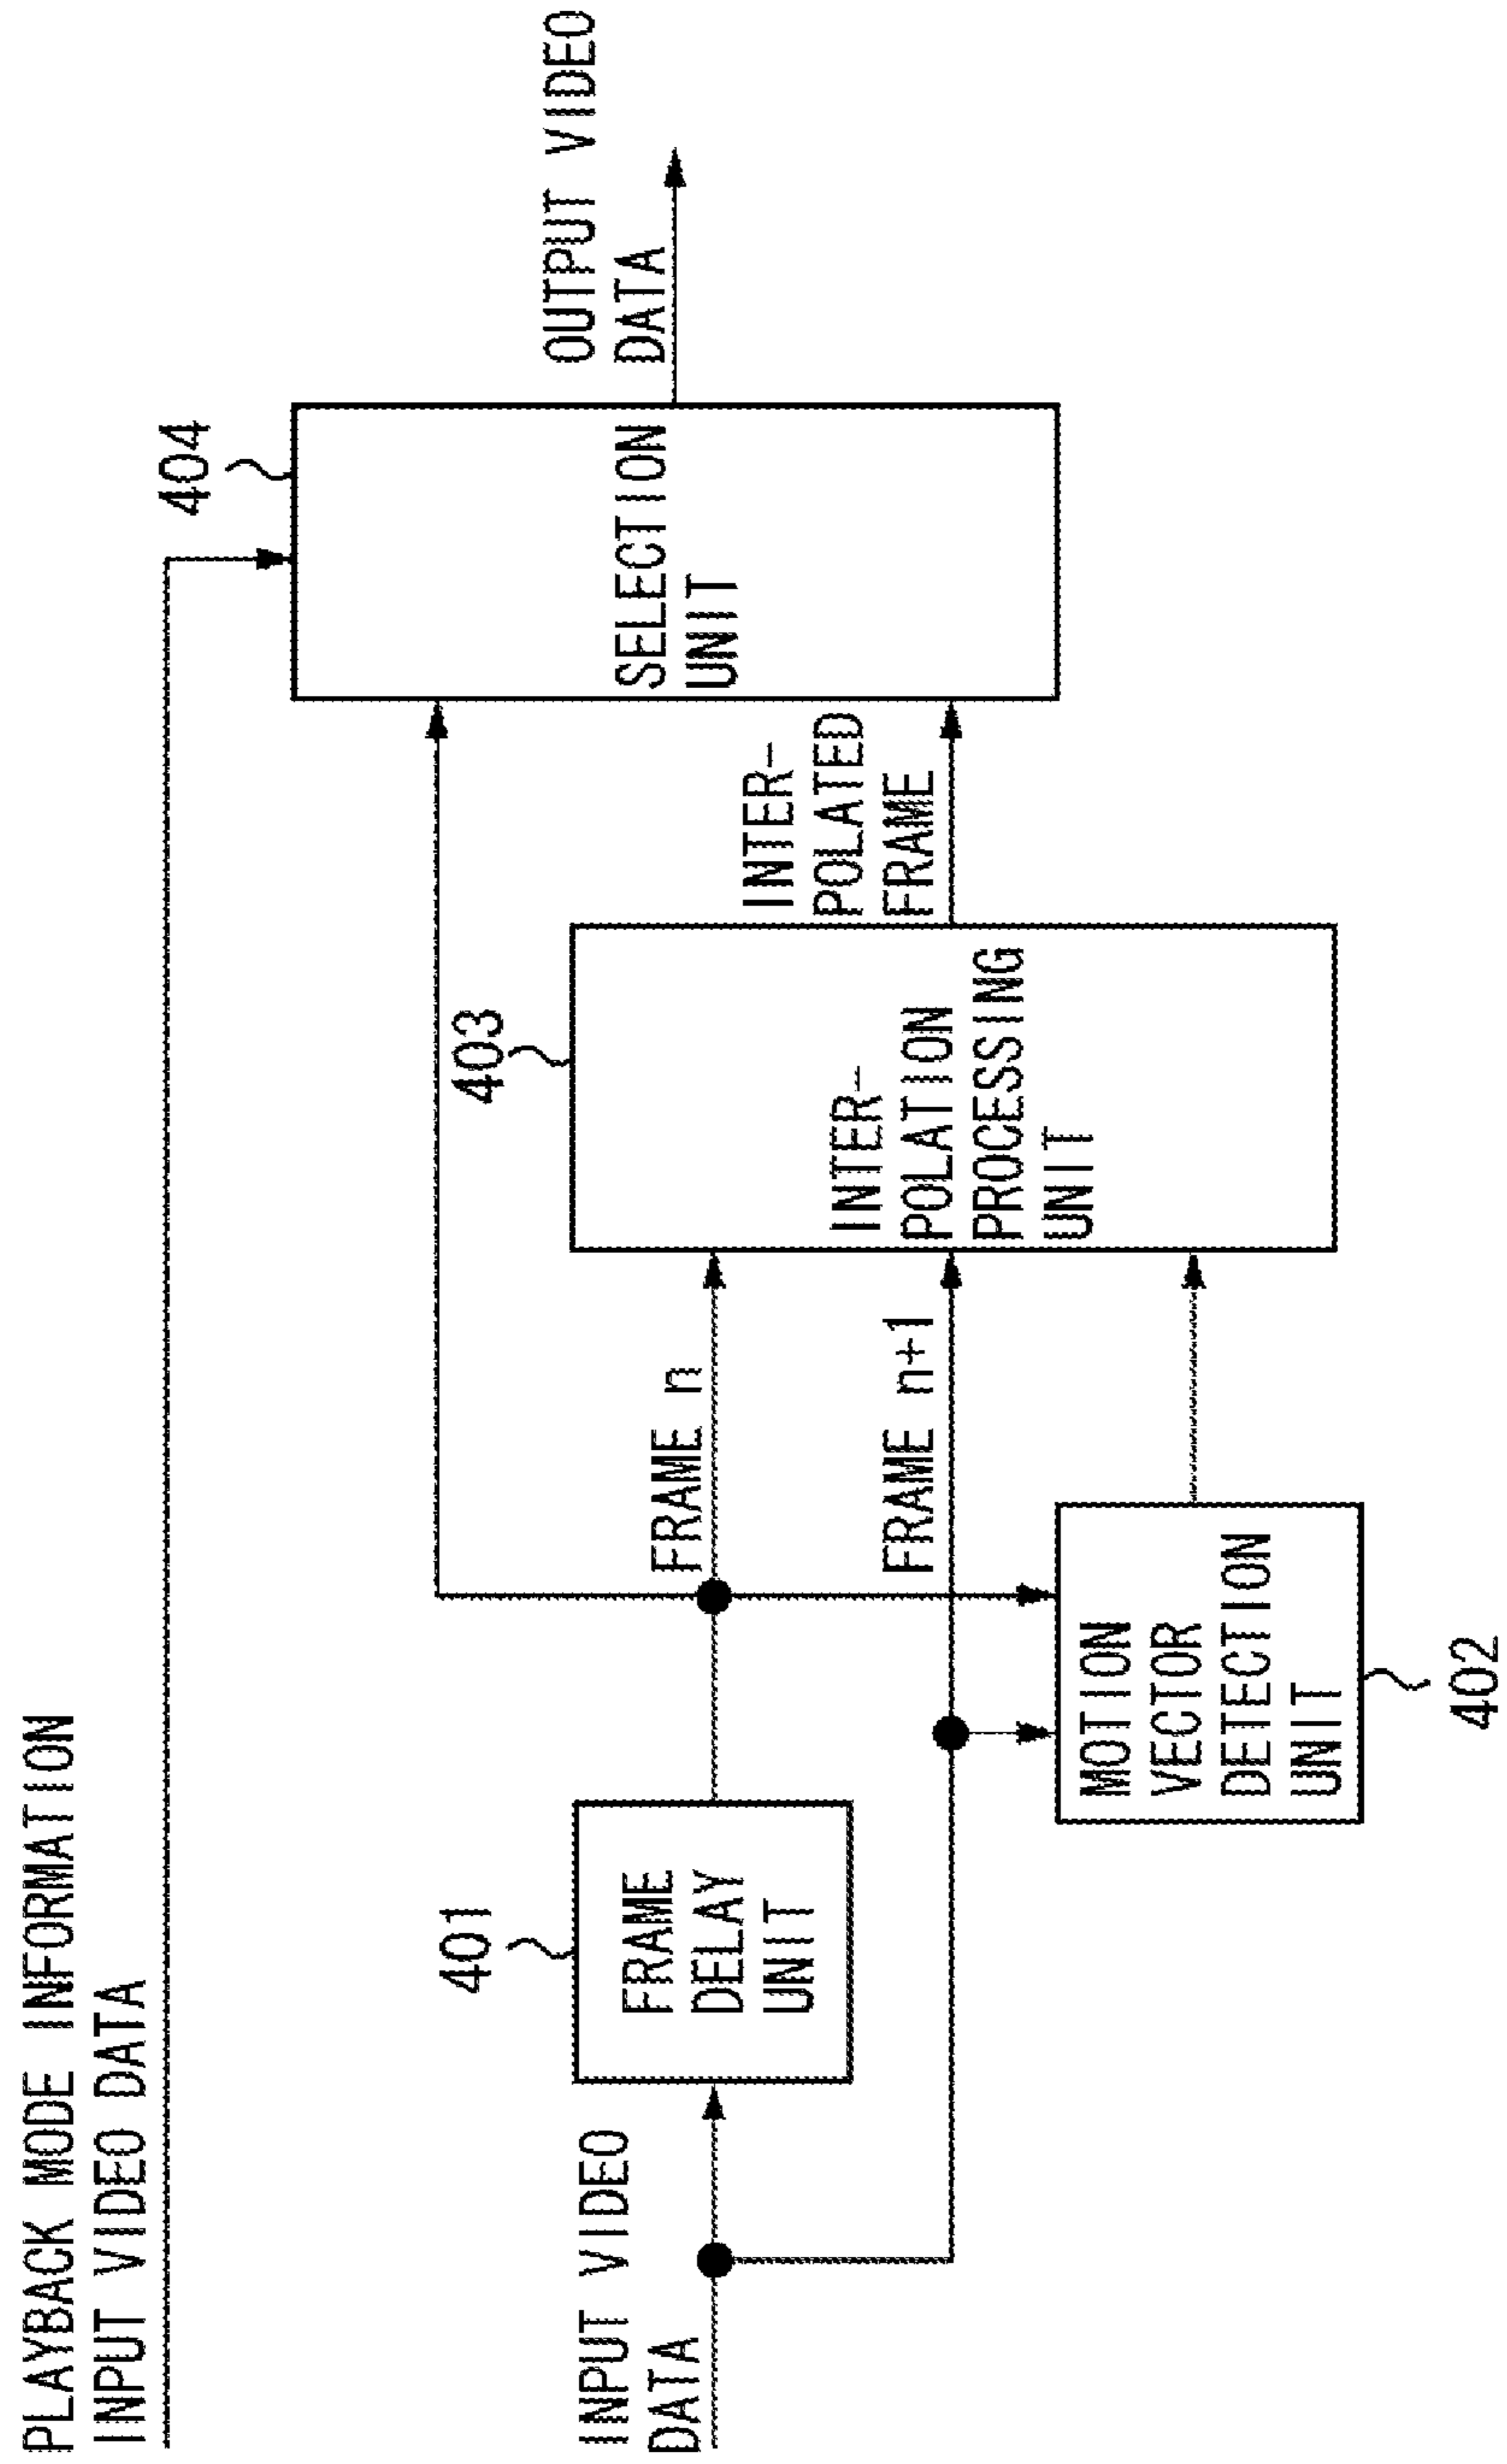 PLAYBACK MODE INFORMATION
INPUT VIDEO DATA
404
OUTPUT VIDEO
DATA
SELECTION
UNIT
403
INTER-
POLATED
FRAME
INTER-
POLATION
PROCESSING
UNIT
FRAME n
FRAME n+1
401
FRAME
DELAY
UNIT
INPUT VIDEO
DATA
MOTION
VECTOR
DETECTION
UNIT
402